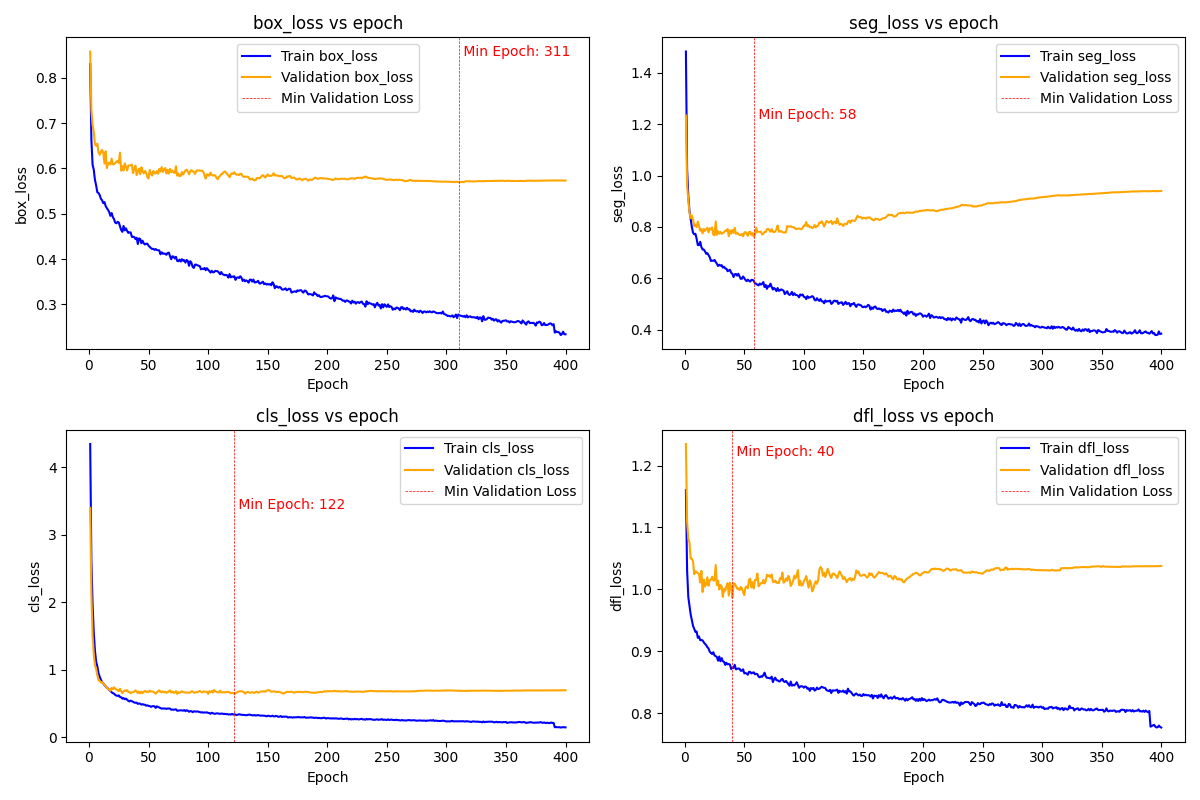 box_loss vs epoch
Train box_loss
Validation box_loss
Min Validation Loss
Min Epoch: 311
0.8
0.7
0.6
0.5
0.4
0.3
box_loss
0 50 100 150 200 250 300 350 400
Epoch
seg_loss vs epoch
Train seg_loss
Validation seg_loss
Min Validation Loss
Min Epoch: 58
1.4
1.2
1.0
0.8
0.6
0.4
seg_loss
0 50 100 150 200 250 300 350 400
Epoch
cls_loss vs epoch
Train cls_loss
Validation cls_loss
Min Validation Loss
Min Epoch: 122
4
3
2
1
0
cls_loss
0 50 100 150 200 250 300 350 400
Epoch
dfl_loss vs epoch
Train dfl_loss
Validation dfl_loss
Min Validation Loss
Min Epoch: 40
1.2
1.1
1.0
0.9
0.8
dfl_loss
0 50 100 150 200 250 300 350 400
Epoch